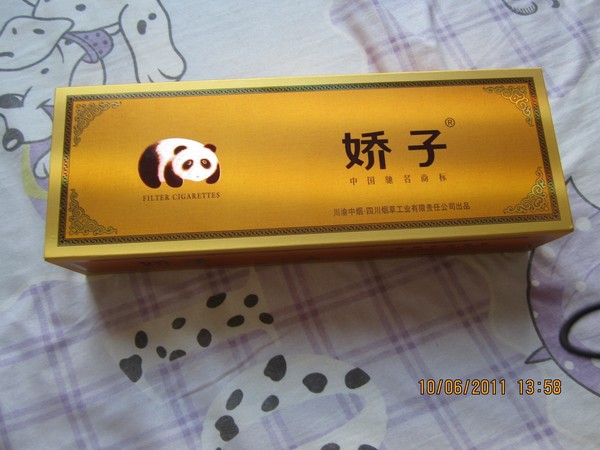 娇子®
中国驰名商标
FILTER CIGARETTES
川渝中烟·四川烟草工业有限责任公司出品
10/06/2011 13:58